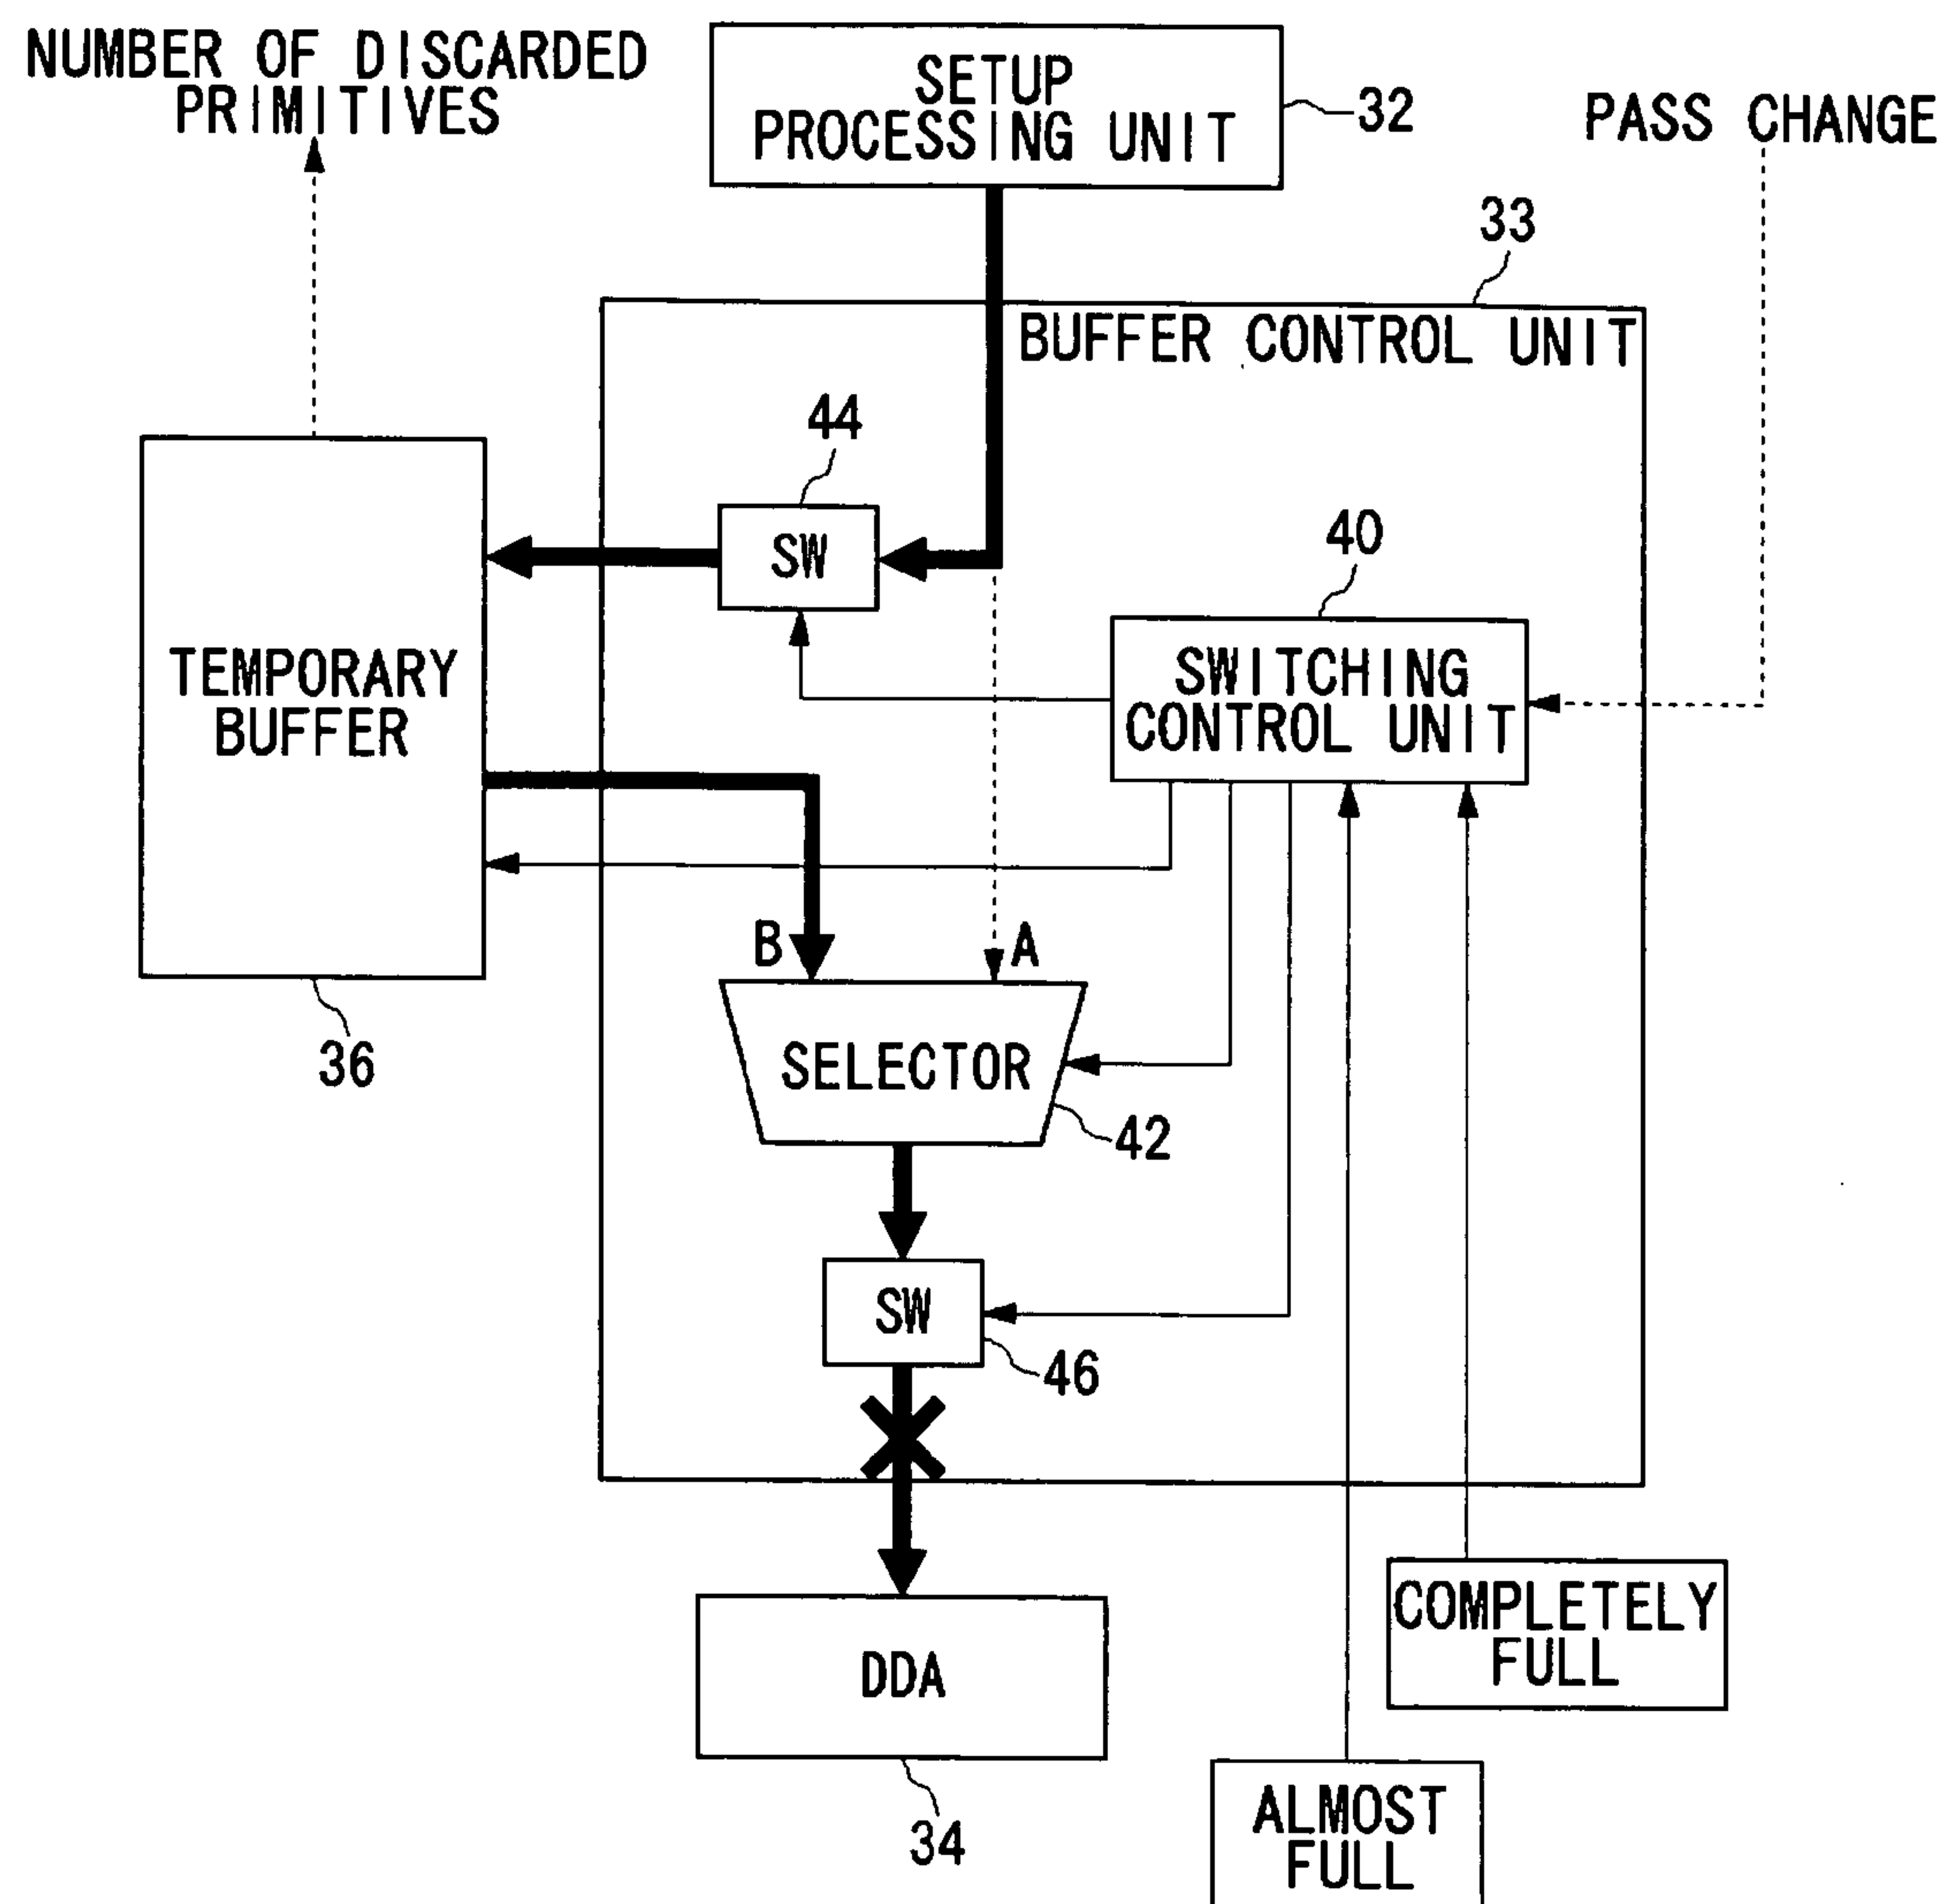 NUMBER OF DISCARDED
PRIMITIVES
SETUP
PROCESSING UNIT
32
PASS CHANGE
33
BUFFER CONTROL UNIT
44
SW
40
SWITCHING
CONTROL UNIT
TEMPORARY
BUFFER
B
A
36
SELECTOR
42
SW
46
COMPLETELY
FULL
DDA
34
ALMOST
FULL